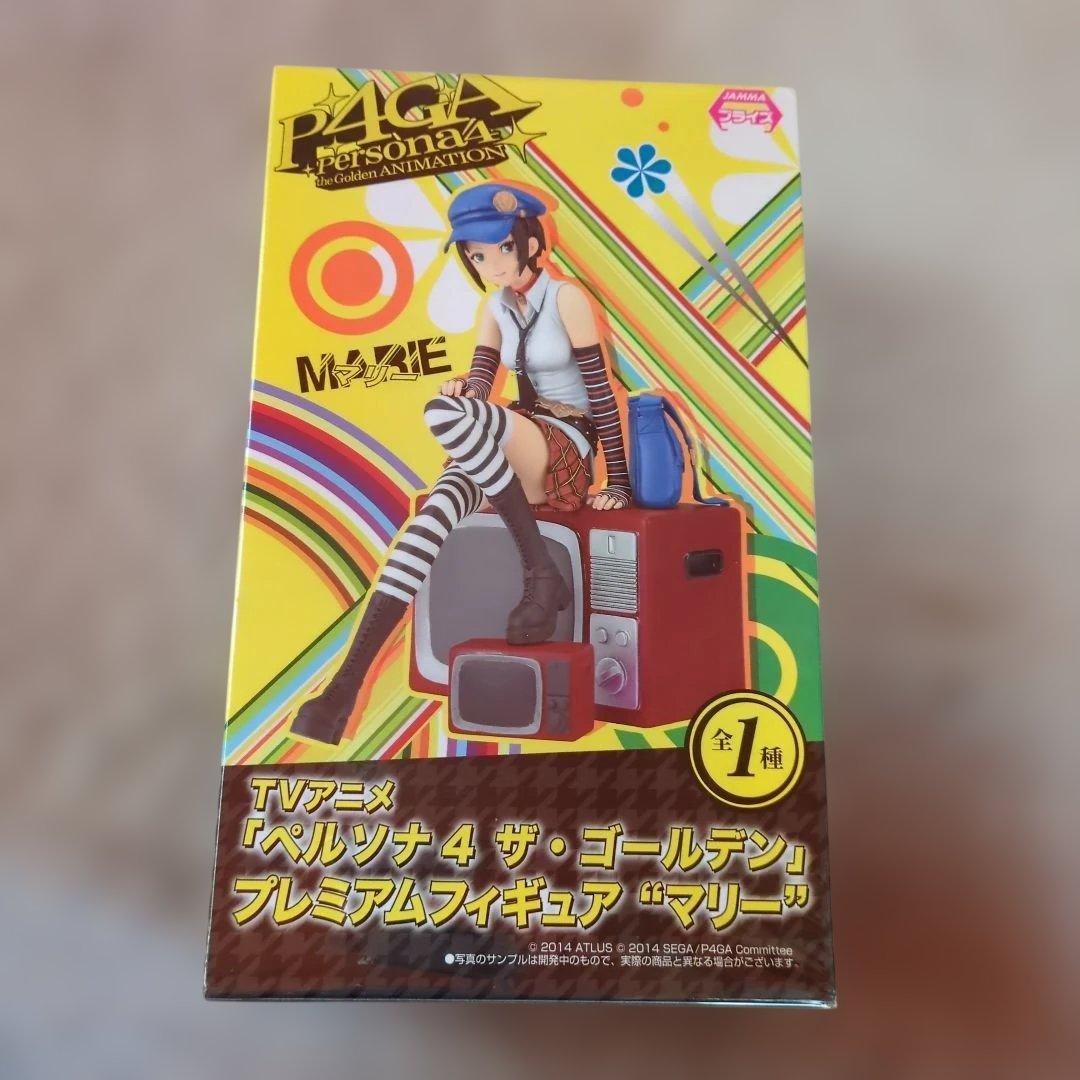 P4GA
Persona4
the Golden ANIMATION
JAMMA
プライズ
MARIE
マリー
全1種
TVアニメ
「ペルソナ4 ザ・ゴールデン」
プレミアムフィギュア “マリー”
© 2014 ATLUS © 2014 SEGA/P4GA Committee
●写真のサンプルは開発中のもので、実際の商品と異なる場合がございます。